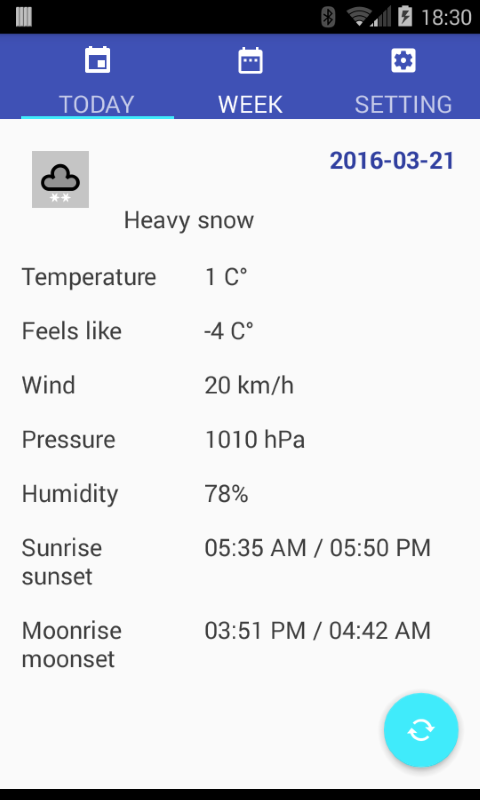 18:30
TODAY WEEK SETTING
2016-03-21
Heavy snow
Temperature 1 C°
Feels like -4 C°
Wind 20 km/h
Pressure 1010 hPa
Humidity 78%
Sunrise 05:35 AM / 05:50 PM
sunset
Moonrise 03:51 PM / 04:42 AM
moonset